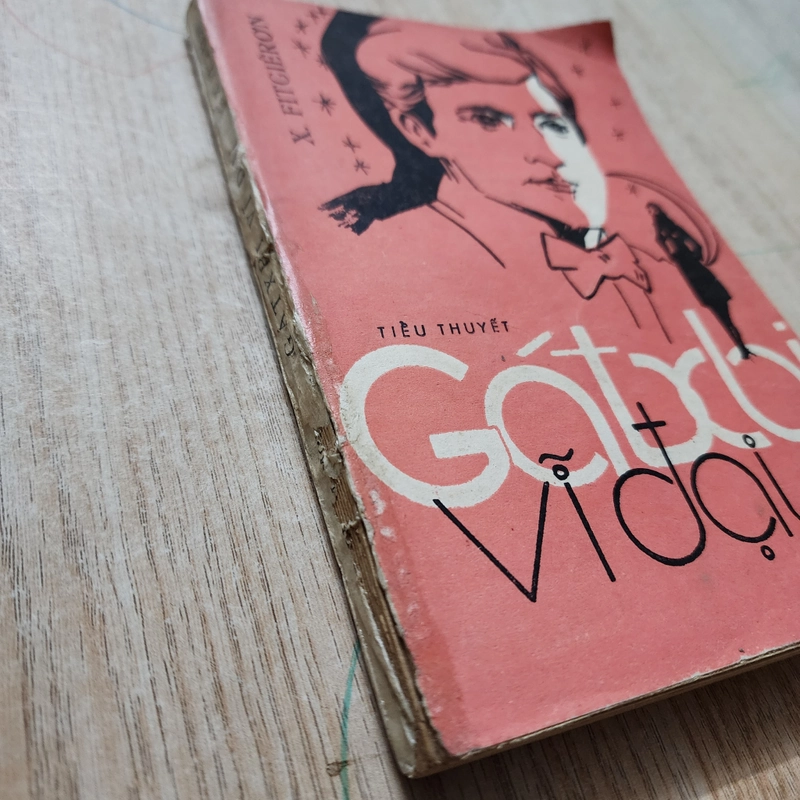 X. FITGIÊRON
TIỂU THUYẾT
Gátxbi
vĩ đại